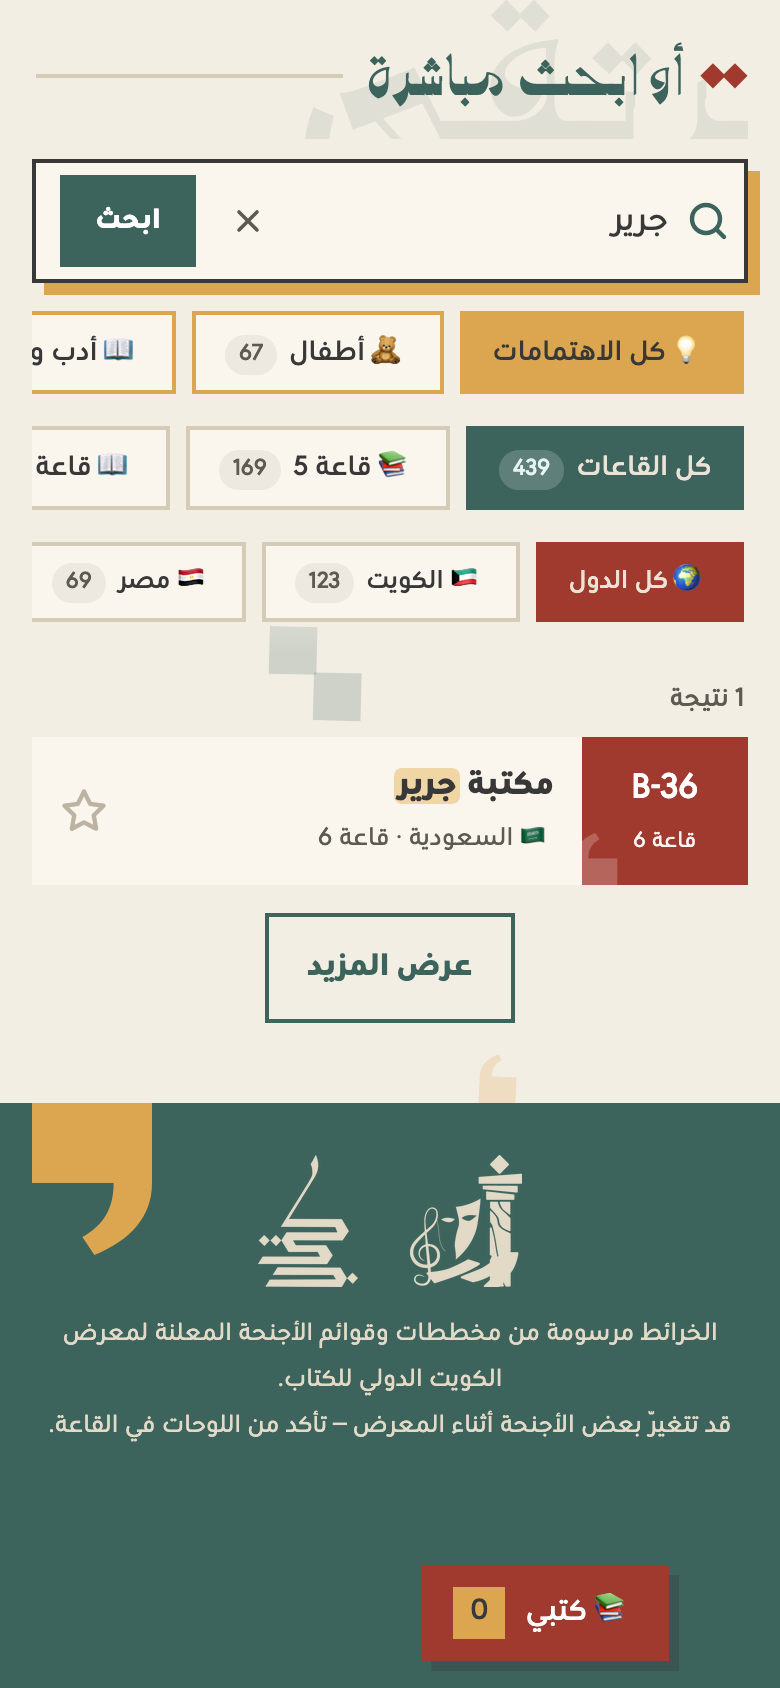 أو ابحث مباشرة
جرير
ابحث
كل الاهتمامات
أطفال 67
أدب و
كل القاعات 439
قاعة 5 169
قاعة
كل الدول
الكويت 123
مصر 69
1 نتيجة
B-36
قاعة 6
مكتبة جرير
السعودية · قاعة 6
عرض المزيد
الخرائط مرسومة من مخططات وقوائم الأجنحة المعلنة لمعرض
الكويت الدولي للكتاب.
قد تتغيّر بعض الأجنحة أثناء المعرض – تأكد من اللوحات في القاعة.
كتبي 0